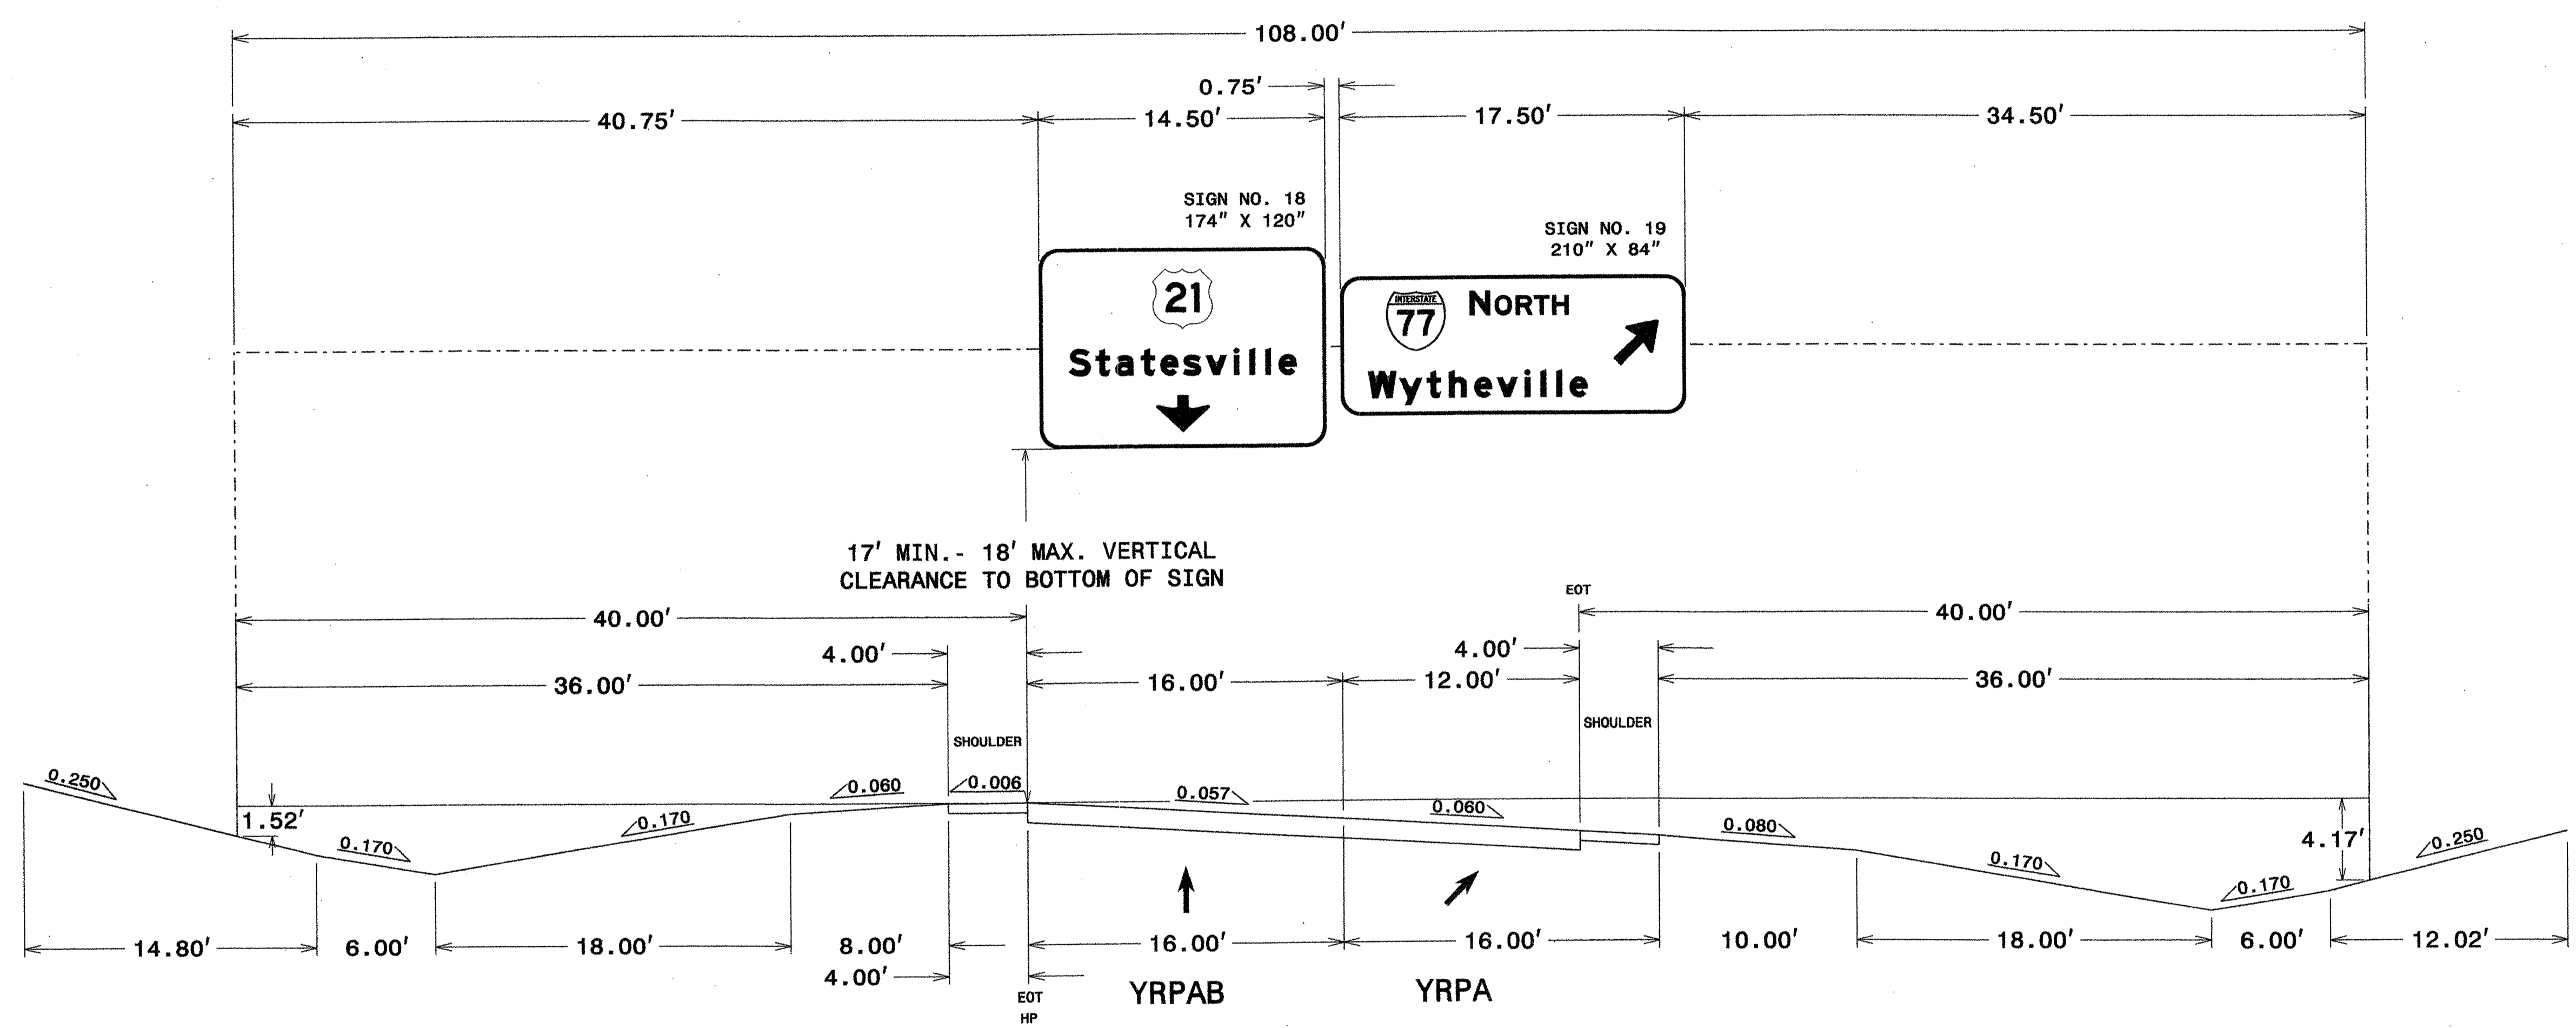 108.00'
0.75'
40.75'
14.50'
17.50'
34.50'
SIGN NO. 18
174" X 120"
SIGN NO. 19
210" X 84"
21
Statesville
INTERSTATE
77
NORTH
Wytheville
17' MIN.- 18' MAX. VERTICAL
CLEARANCE TO BOTTOM OF SIGN
EOT
40.00'
40.00'
4.00'
4.00'
36.00'
16.00'
12.00'
36.00'
SHOULDER
SHOULDER
0.250
0.060
0.006
0.057
0.060
0.080
1.52'
0.170
0.170
4.17'
0.250
0.170
0.170
14.80'
6.00'
18.00'
8.00'
16.00'
16.00'
10.00'
18.00'
6.00'
12.02'
4.00'
EOT
HP
YRPAB
YRPA